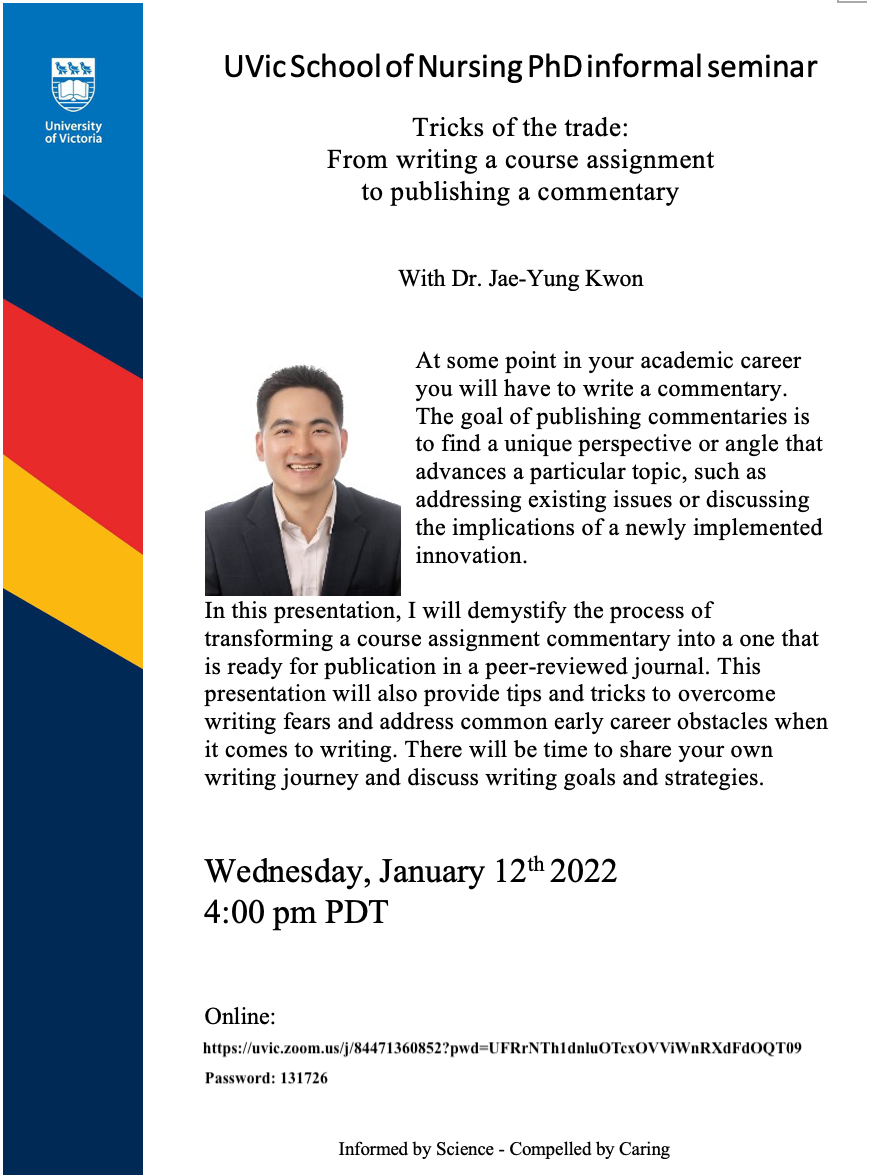 UVic School of Nursing PhD informal seminar
University
of Victoria
Tricks of the trade:
From writing a course assignment
to publishing a commentary
With Dr. Jae-Yung Kwon
At some point in your academic career
you will have to write a commentary.
The goal of publishing commentaries is
to find a unique perspective or angle that
advances a particular topic, such as
addressing existing issues or discussing
the implications of a newly implemented
innovation.
In this presentation, I will demystify the process of
transforming a course assignment commentary into a one that
is ready for publication in a peer-reviewed journal. This
presentation will also provide tips and tricks to overcome
writing fears and address common early career obstacles when
it comes to writing. There will be time to share your own
writing journey and discuss writing goals and strategies.
Wednesday, January 12th 2022
4:00 pm PDT
Online:
https://uvic.zoom.us/j/84471360852?pwd=UFRrNTh1dnluOTcxOVViWnRXdFdOQT09
Password: 131726
Informed by Science - Compelled by Caring